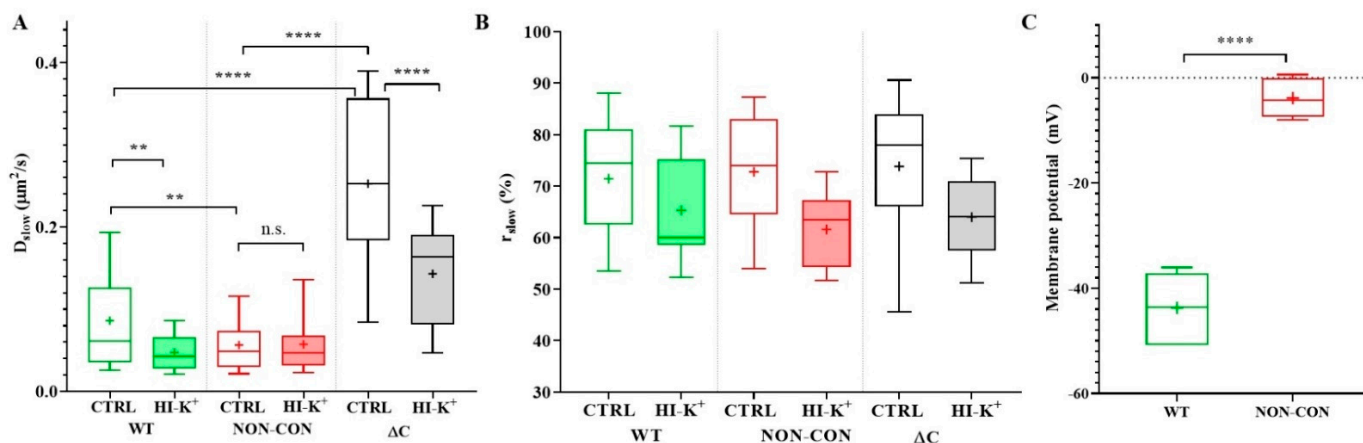 A
D_slow (μm²/s)
0.4
0.2
0.0
****
****
****
**
**
n.s.
CTRL HI-K⁺ CTRL HI-K⁺ CTRL HI-K⁺
WT NON-CON ΔC
B
r_slow (%)
100
90
80
70
60
50
40
30
CTRL HI-K⁺ CTRL HI-K⁺ CTRL HI-K⁺
WT NON-CON ΔC
C
Membrane potential (mV)
****
0
-20
-40
-60
WT NON-CON